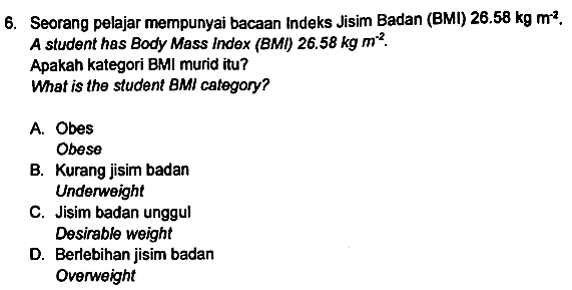 6. Seorang pelajar mempunyai bacaan Indeks Jisim Badan (BMI) 26.58 kg m⁻².
A student has Body Mass Index (BMI) 26.58 kg m⁻².
Apakah kategori BMI murid itu?
What is the student BMI category?
A. Obes
Obese
B. Kurang jisim badan
Underweight
C. Jisim badan unggul
Desirable weight
D. Berlebihan jisim badan
Overweight